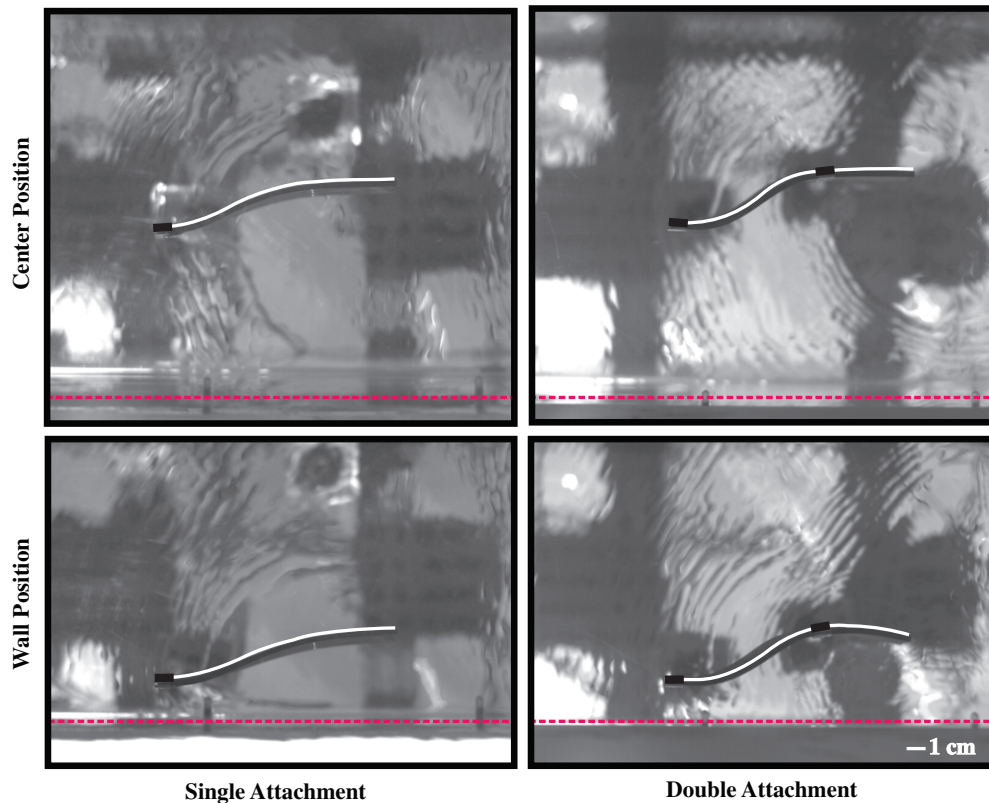 Center Position
Wall Position
1 cm
Single Attachment
Double Attachment